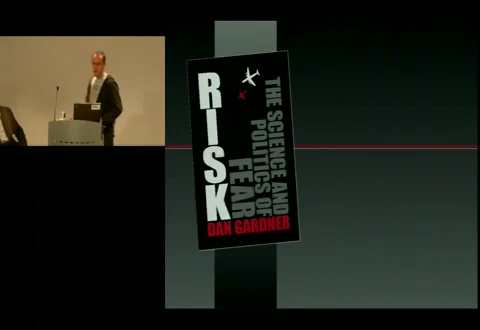 RISK
THE SCIENCE AND
POLITICS OF
FEAR
DAN GARDNER